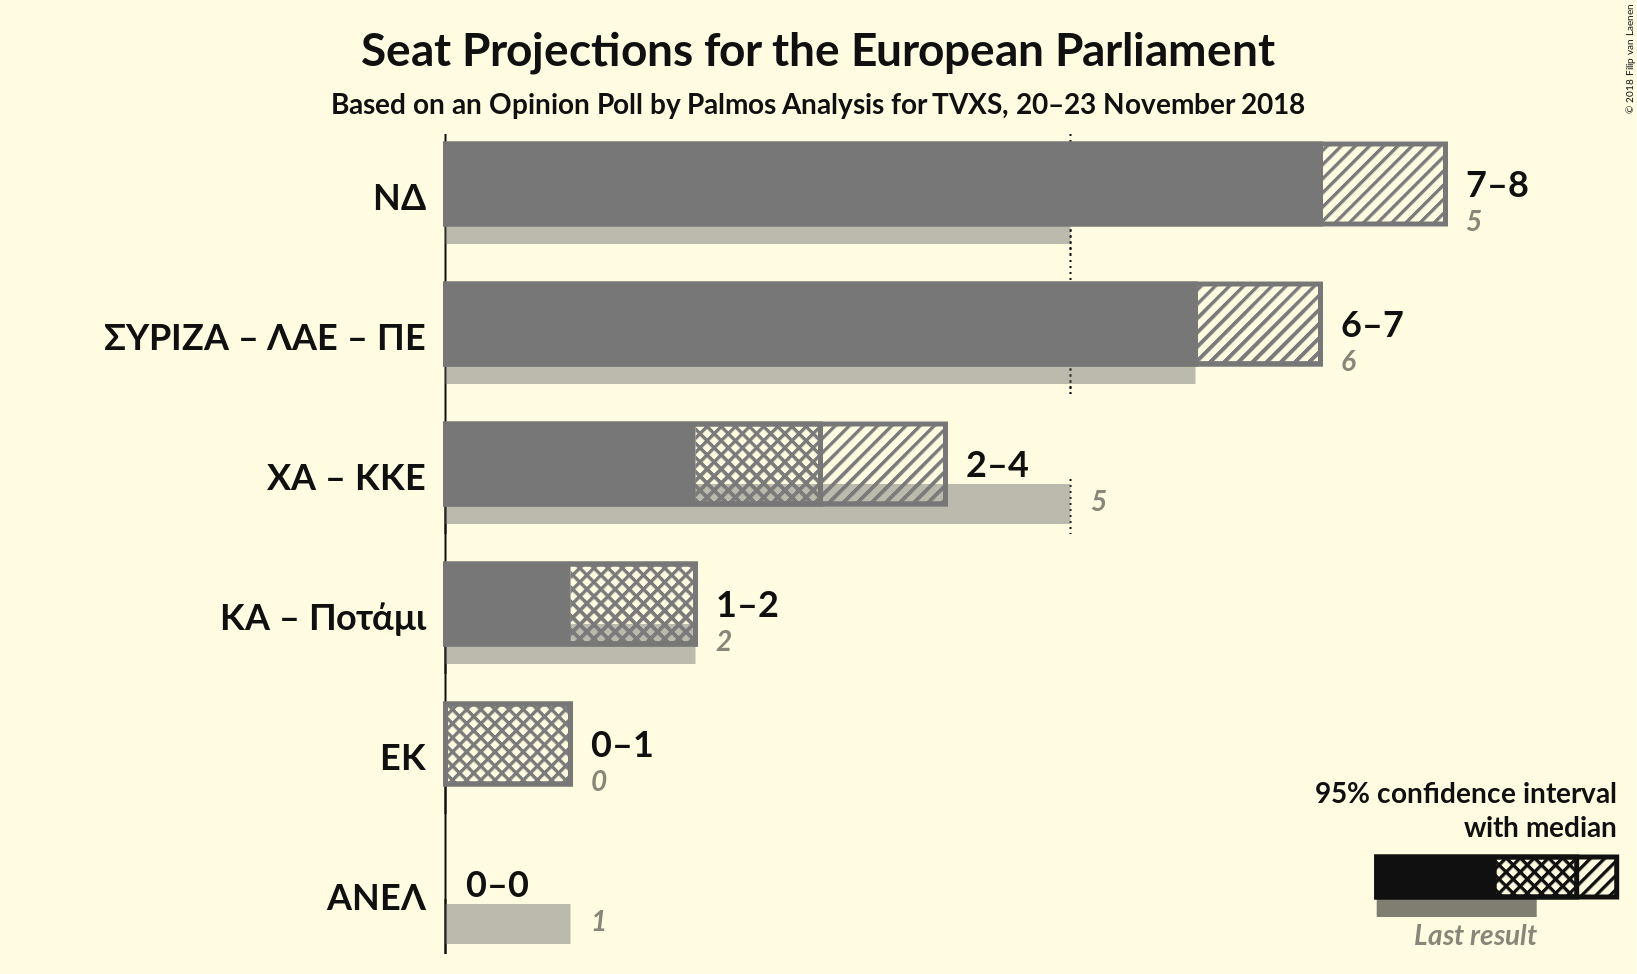 Seat Projections for the European Parliament
Based on an Opinion Poll by Palmos Analysis for TVXS, 20–23 November 2018
© 2018 Filip van Laenen
ΝΔ
7–8
5
ΣΥΡΙΖΑ – ΛΑΕ – ΠΕ
6–7
6
ΧΑ – ΚΚΕ
2–4
5
ΚΑ – Ποτάμι
1–2
2
ΕΚ
0–1
0
ΑΝΕΛ
0–0
1
95% confidence interval
with median
Last result